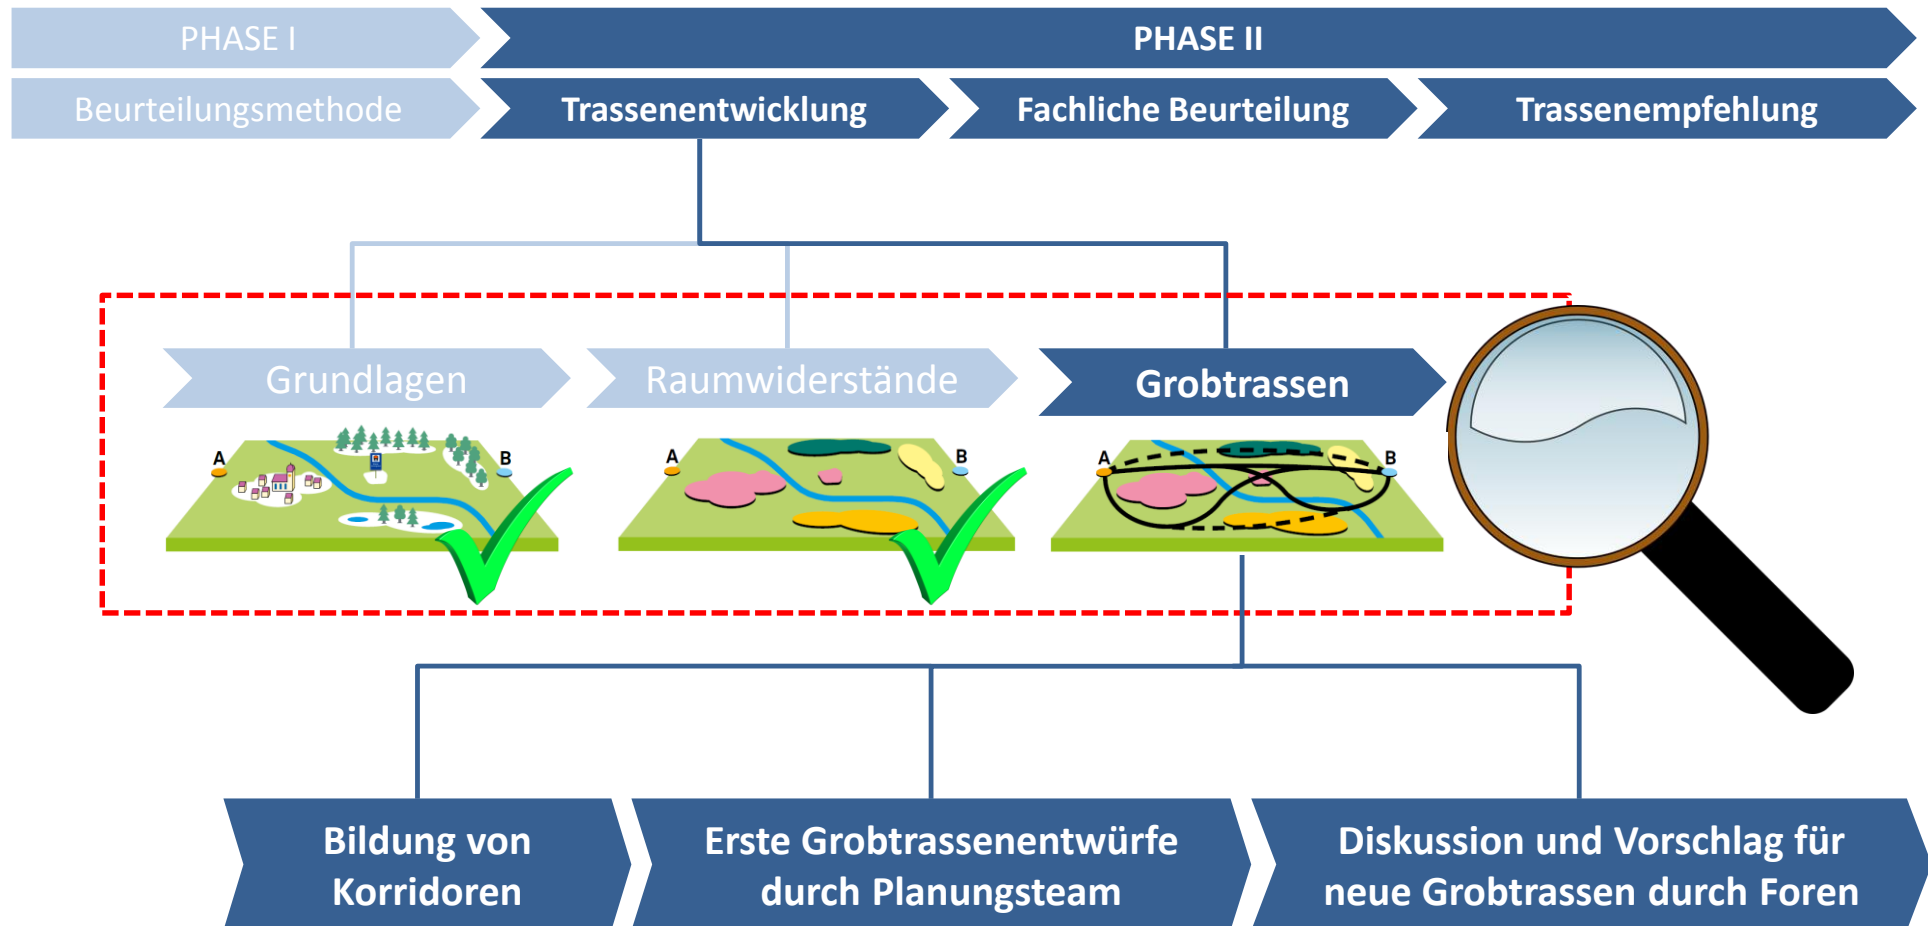 PHASE I
PHASE II
Beurteilungsmethode
Trassenentwicklung
Fachliche Beurteilung
Trassenempfehlung
Grundlagen
Raumwiderstände
Grobtrassen
A
B
A
B
A
B
Bildung von
Korridoren
Erste Grobtrassenentwürfe
durch Planungsteam
Diskussion und Vorschlag für
neue Grobtrassen durch Foren